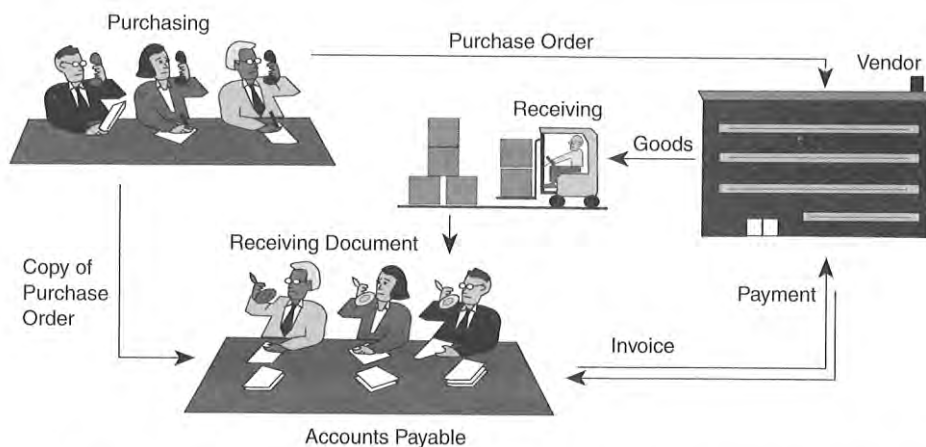 Purchasing
Purchase Order
Vendor
Receiving
Goods
Receiving Document
Copy of
Purchase
Order
Payment
Invoice
Accounts Payable